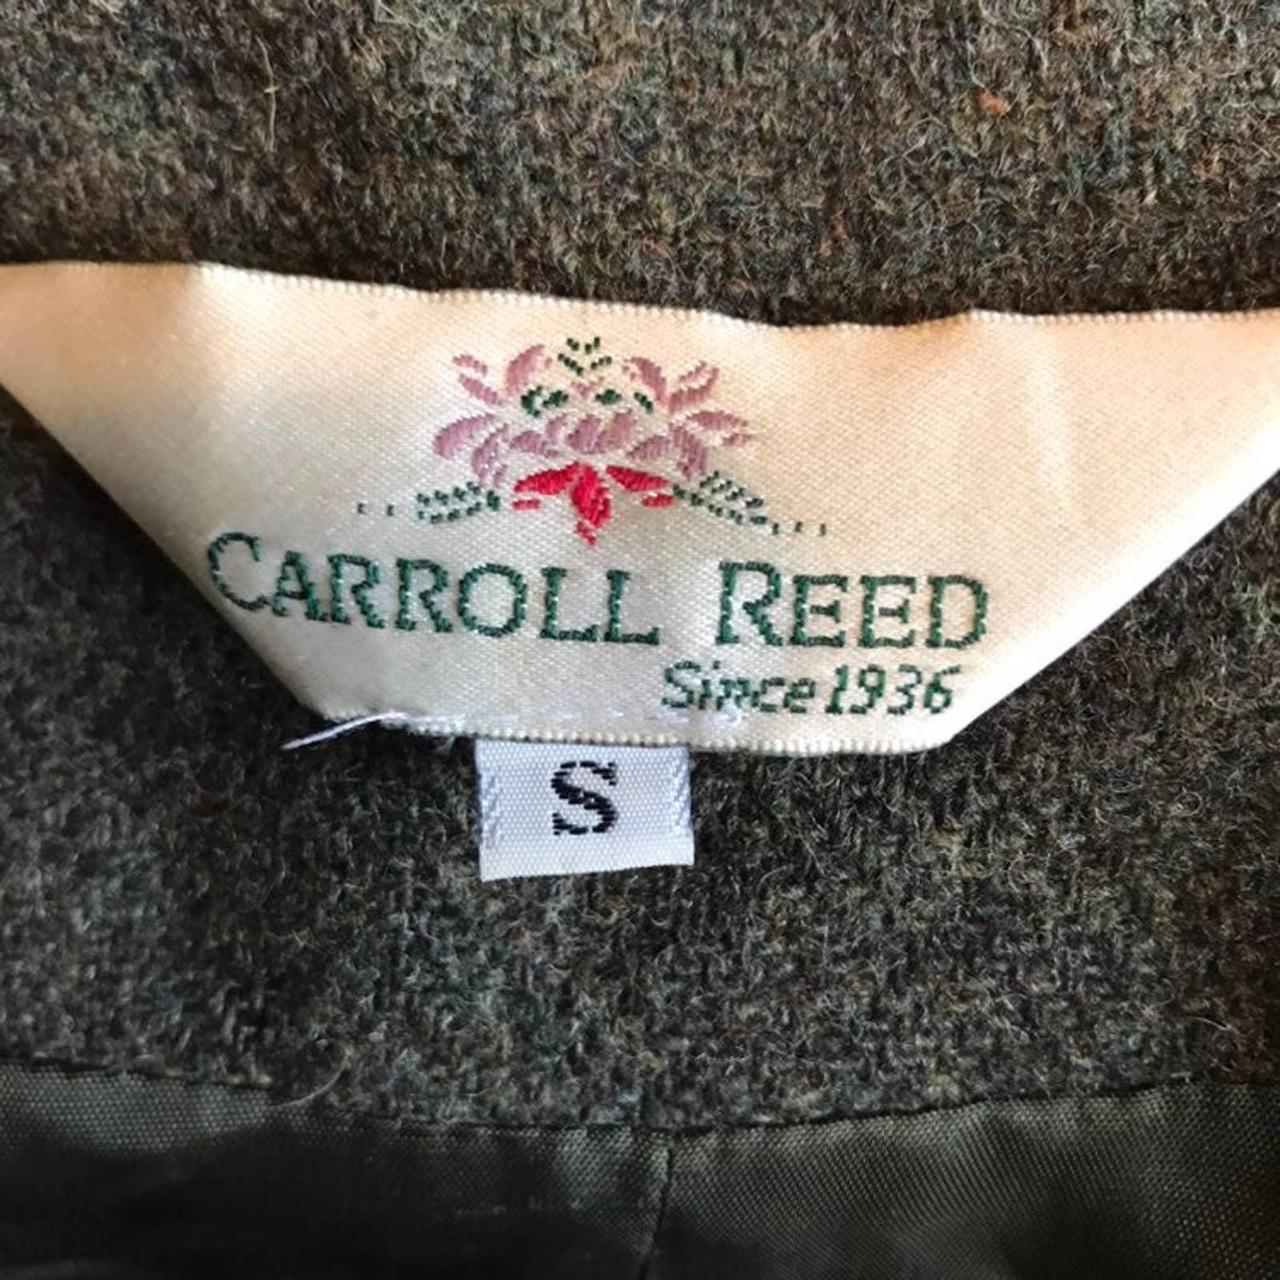 CARROLL REED
Since 1936
S